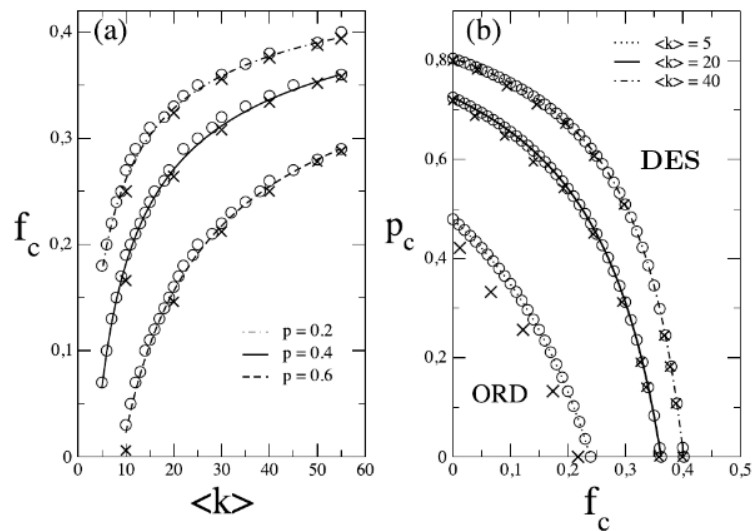 (a)
0,4
0,3
0,2
0,1
0
f_c
p = 0.2
p = 0.4
p = 0.6
0 10 20 30 40 50 60
<k>
(b)
<k> = 5
<k> = 20
<k> = 40
0,8
0,6
0,4
0,2
0
p_c
DES
ORD
0 0,1 0,2 0,3 0,4 0,5
f_c